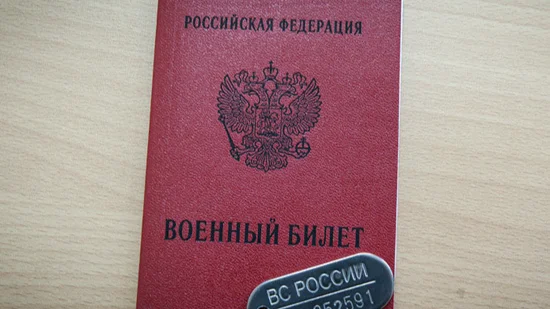 РОССИЙСКАЯ ФЕДЕРАЦИЯ
ВОЕННЫЙ БИЛЕТ
ВС РОССИИ